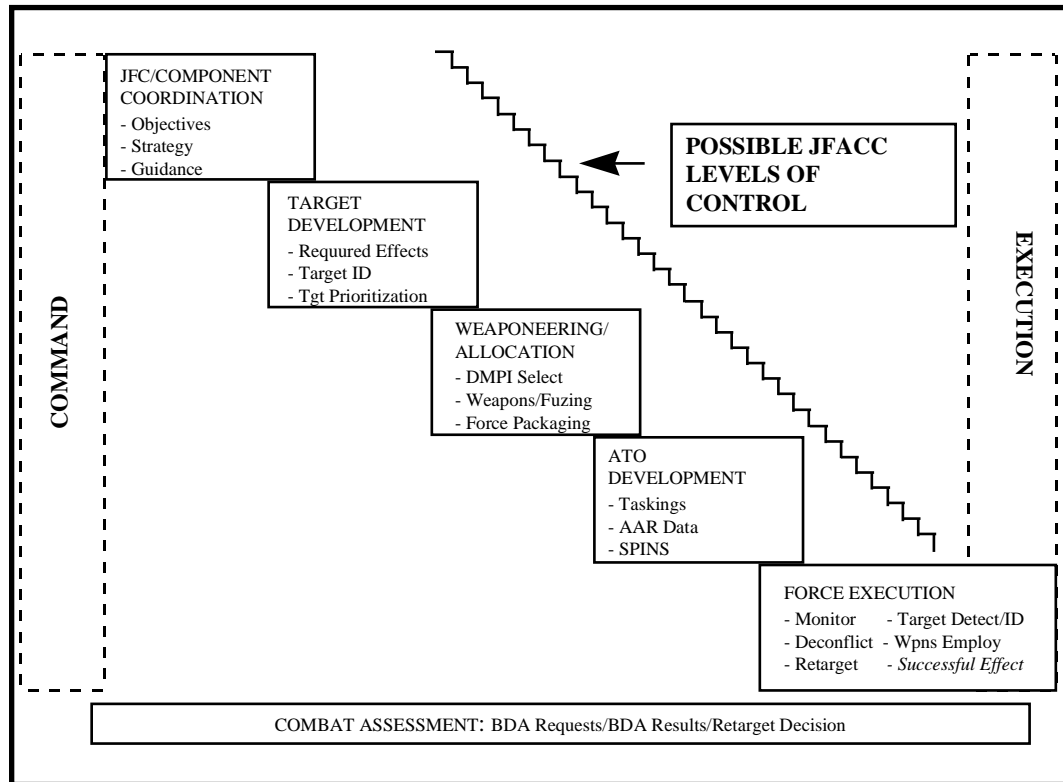 COMMAND
JFC/COMPONENT
COORDINATION
- Objectives
- Strategy
- Guidance
TARGET
DEVELOPMENT
- Requured Effects
- Target ID
- Tgt Prioritization
WEAPONEERING/
ALLOCATION
- DMPI Select
- Weapons/Fuzing
- Force Packaging
ATO
DEVELOPMENT
- Taskings
- AAR Data
- SPINS
FORCE EXECUTION
- Monitor - Target Detect/ID
- Deconflict - Wpns Employ
- Retarget - Successful Effect
POSSIBLE JFACC
LEVELS OF
CONTROL
EXECUTION
COMBAT ASSESSMENT: BDA Requests/BDA Results/Retarget Decision